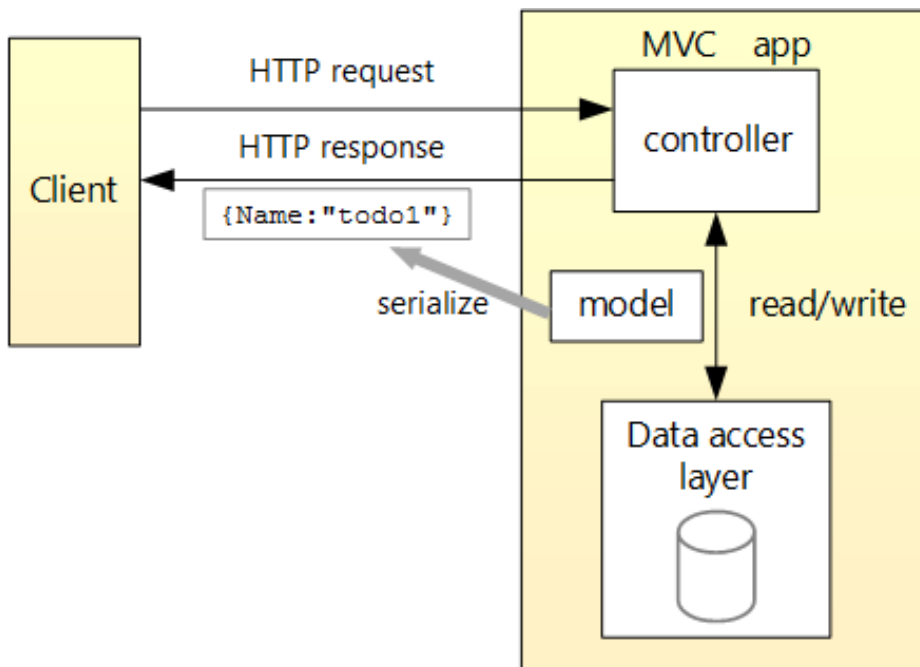 MVC app
HTTP request
controller
HTTP response
Client
{Name:"todo1"}
serialize
model
read/write
Data access
layer